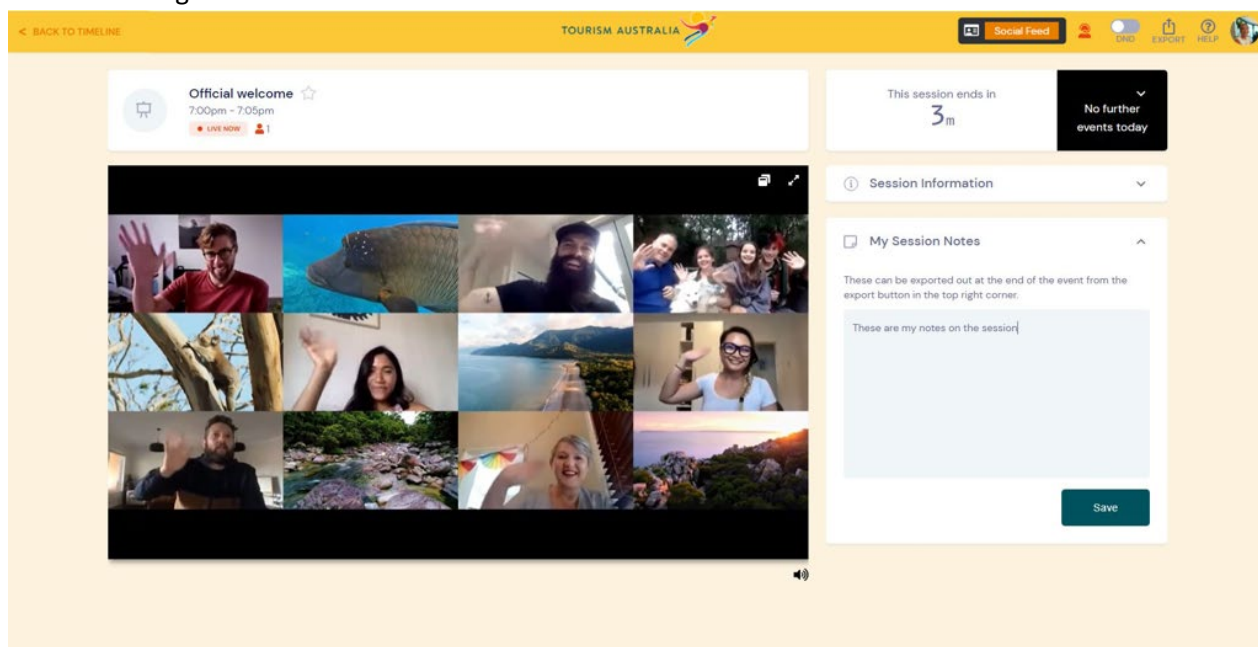 < BACK TO TIMELINE
TOURISM AUSTRALIA
Social Feed
DND
EXPORT
HELP
Official welcome
7:00pm - 7:05pm
LIVE NOW
1
This session ends in
3m
No further
events today
Session Information
My Session Notes
These can be exported out at the end of the event from the
export button in the top right corner.
These are my notes on the session
Save